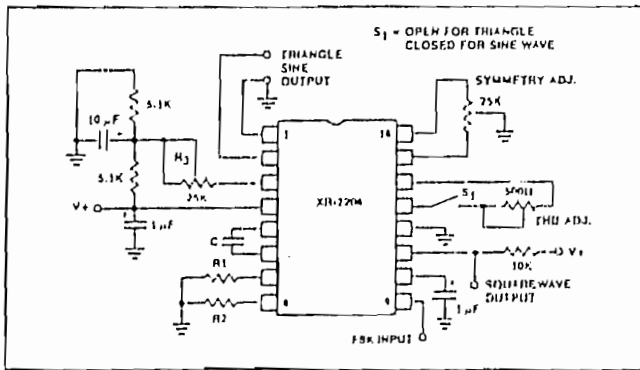 S1 = OPEN FOR TRIANGLE
CLOSED FOR SINE WAVE
TRIANGLE
SINE
OUTPUT
SYMMETRY ADJ.
25K
5.1K
10 µF
+
R3
25K
5.1K
V+
+
1 µF
C
R1
R2
1
16
XR-2206
8
9
S1
500Ω
THD ADJ.
V+
10K
SQUAREWAVE
OUTPUT
+
1 µF
FSK INPUT